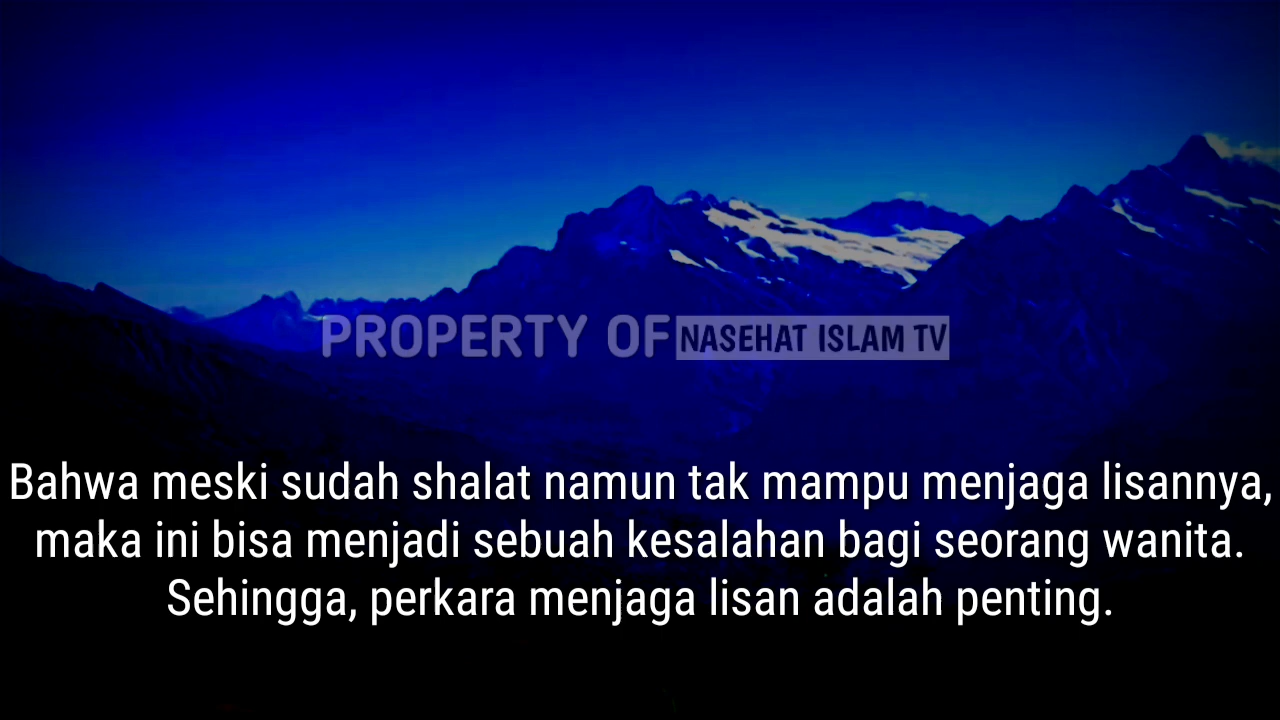 PROPERTY OF NASEHAT ISLAM TV
Bahwa meski sudah shalat namun tak mampu menjaga lisannya,
maka ini bisa menjadi sebuah kesalahan bagi seorang wanita.
Sehingga, perkara menjaga lisan adalah penting.